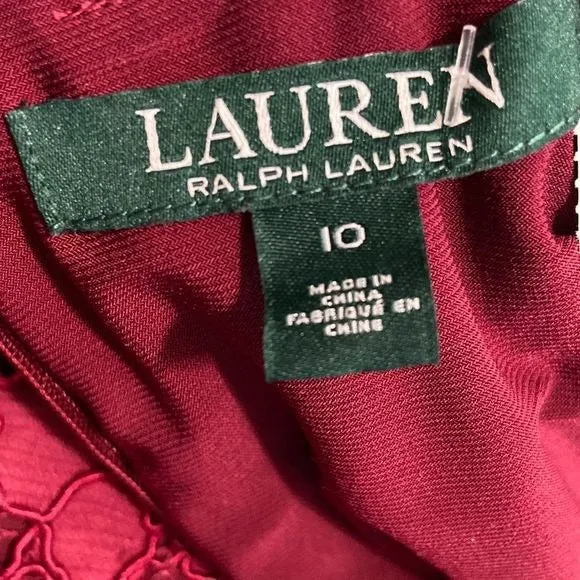 LAUREN
RALPH LAUREN
10
MADE IN
CHINA
FABRIQUÉ EN
CHINE